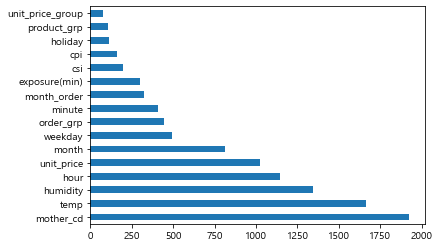 unit_price_group
product_grp
holiday
cpi
csi
exposure(min)
month_order
minute
order_grp
weekday
month
unit_price
hour
humidity
temp
mother_cd
0 250 500 750 1000 1250 1500 1750 2000